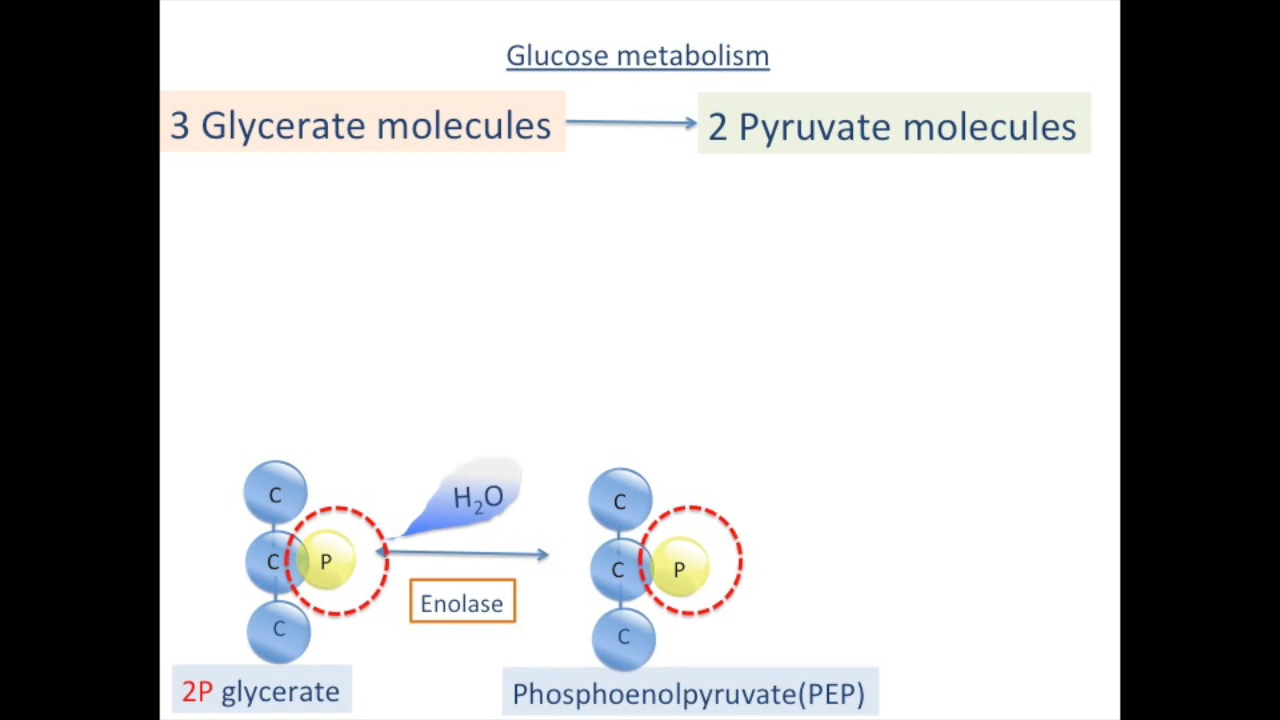 Glucose metabolism
3 Glycerate molecules
2 Pyruvate molecules
C
C P
C
H₂O
Enolase
C
C P
C
2P glycerate
Phosphoenolpyruvate(PEP)